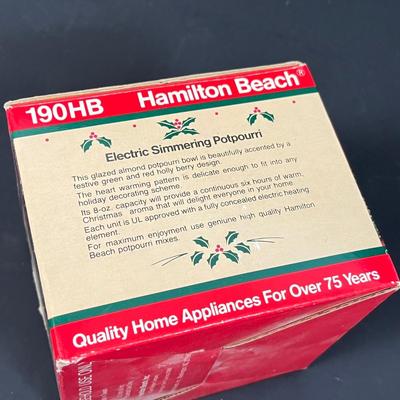 190HB Hamilton Beach®
Electric Simmering Potpourri
This glazed almond potpourri bowl is beautifully accented by a
festive green and red holly berry design.
The heart warming pattern is delicate enough to fit into any
holiday decorating scheme.
Its 8-oz. capacity will provide a continuous six hours of warm,
Christmas aroma that will delight everyone in your home.
Each unit is UL approved with a fully concealed electric heating
element.
For maximum enjoyment use geniune high quality Hamilton
Beach potpourri mixes.
Quality Home Appliances For Over 75 Years